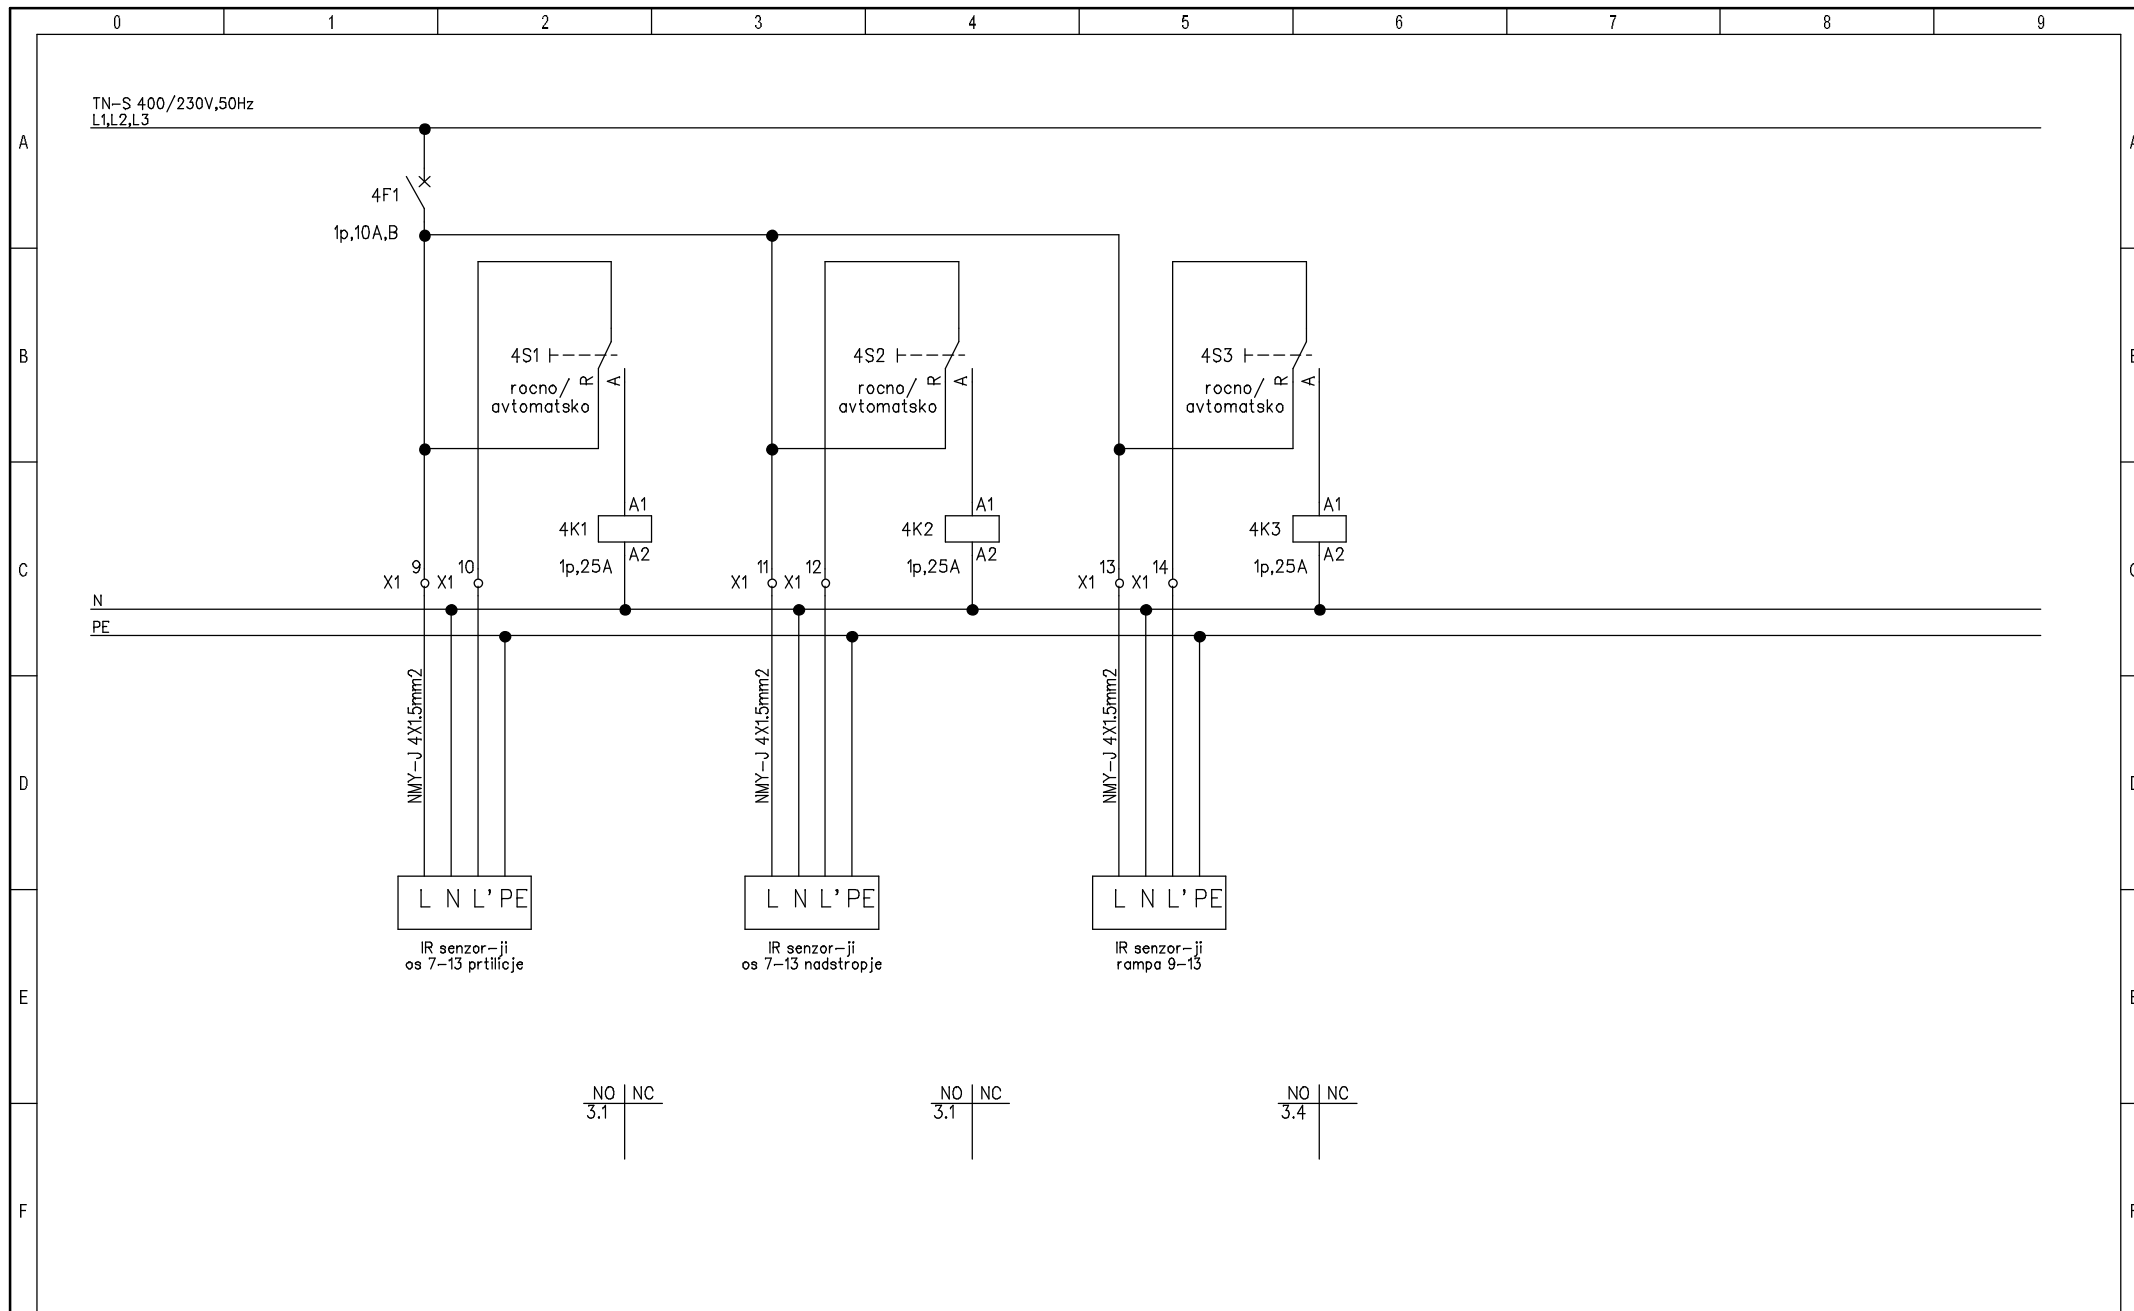 0 1 2 3 4 5 6 7 8 9
TN-S 400/230V,50Hz
L1,L2,L3
A A
4F1
1p,10A,B
B
4S1 4S2 4S3
R A R A R A
rocno/ rocno/ rocno/
avtomatsko avtomatsko avtomatsko
A1 A1 A1
4K1 4K2 4K3
A2 A2 A2
C 9 10 1p,25A 11 12 1p,25A 13 14 1p,25A
X1 X1 X1 X1 X1 X1
N
PE
NMY-J 4X1.5mm2 NMY-J 4X1.5mm2 NMY-J 4X1.5mm2
D
L N L' PE L N L' PE L N L' PE
IR senzor-ji IR senzor-ji IR senzor-ji
os 7-13 prtilicje os 7-13 nadstropje rampa 9-13
E
NO NC NO NC NO NC
3.1 3.1 3.4
F